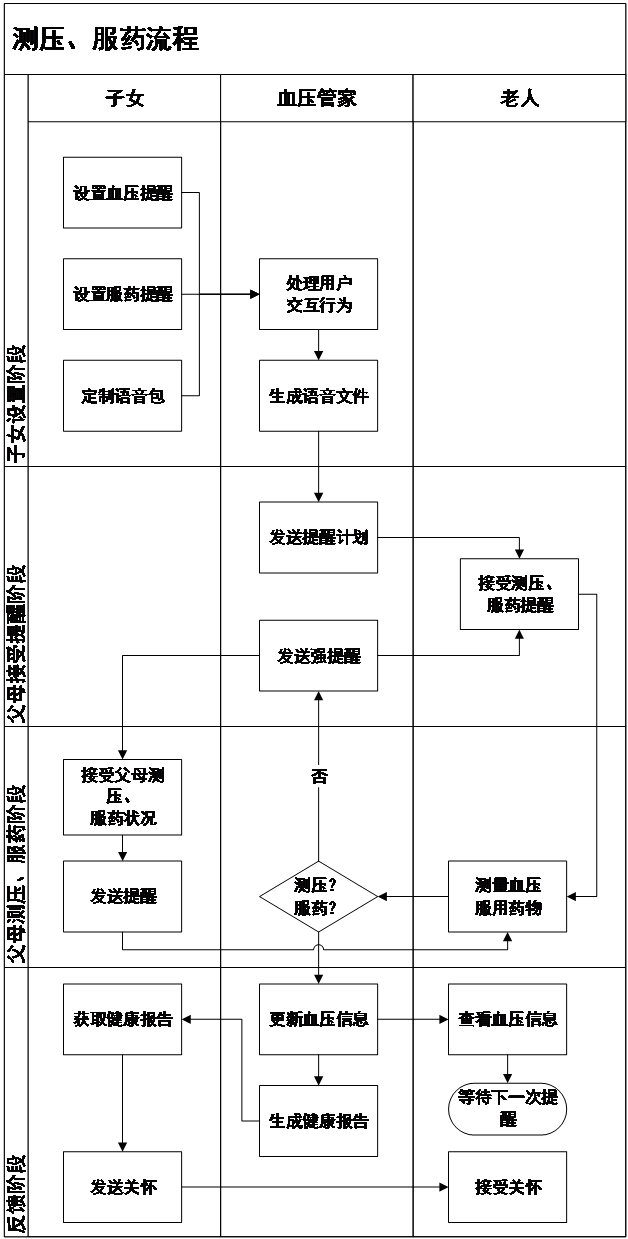 测压、服药流程
子女
血压管家
老人
子女设置阶段
设置血压提醒
设置服药提醒
处理用户
交互行为
定制语音包
生成语音文件
父母接受提醒阶段
发送提醒计划
接受测压、
服药提醒
发送强提醒
父母测压、服药阶段
否
接受父母测
压、
服药状况
发送提醒
测压？
服药？
测量血压
服用药物
反馈阶段
获取健康报告
更新血压信息
查看血压信息
生成健康报告
等待下一次提
醒
发送关怀
接受关怀